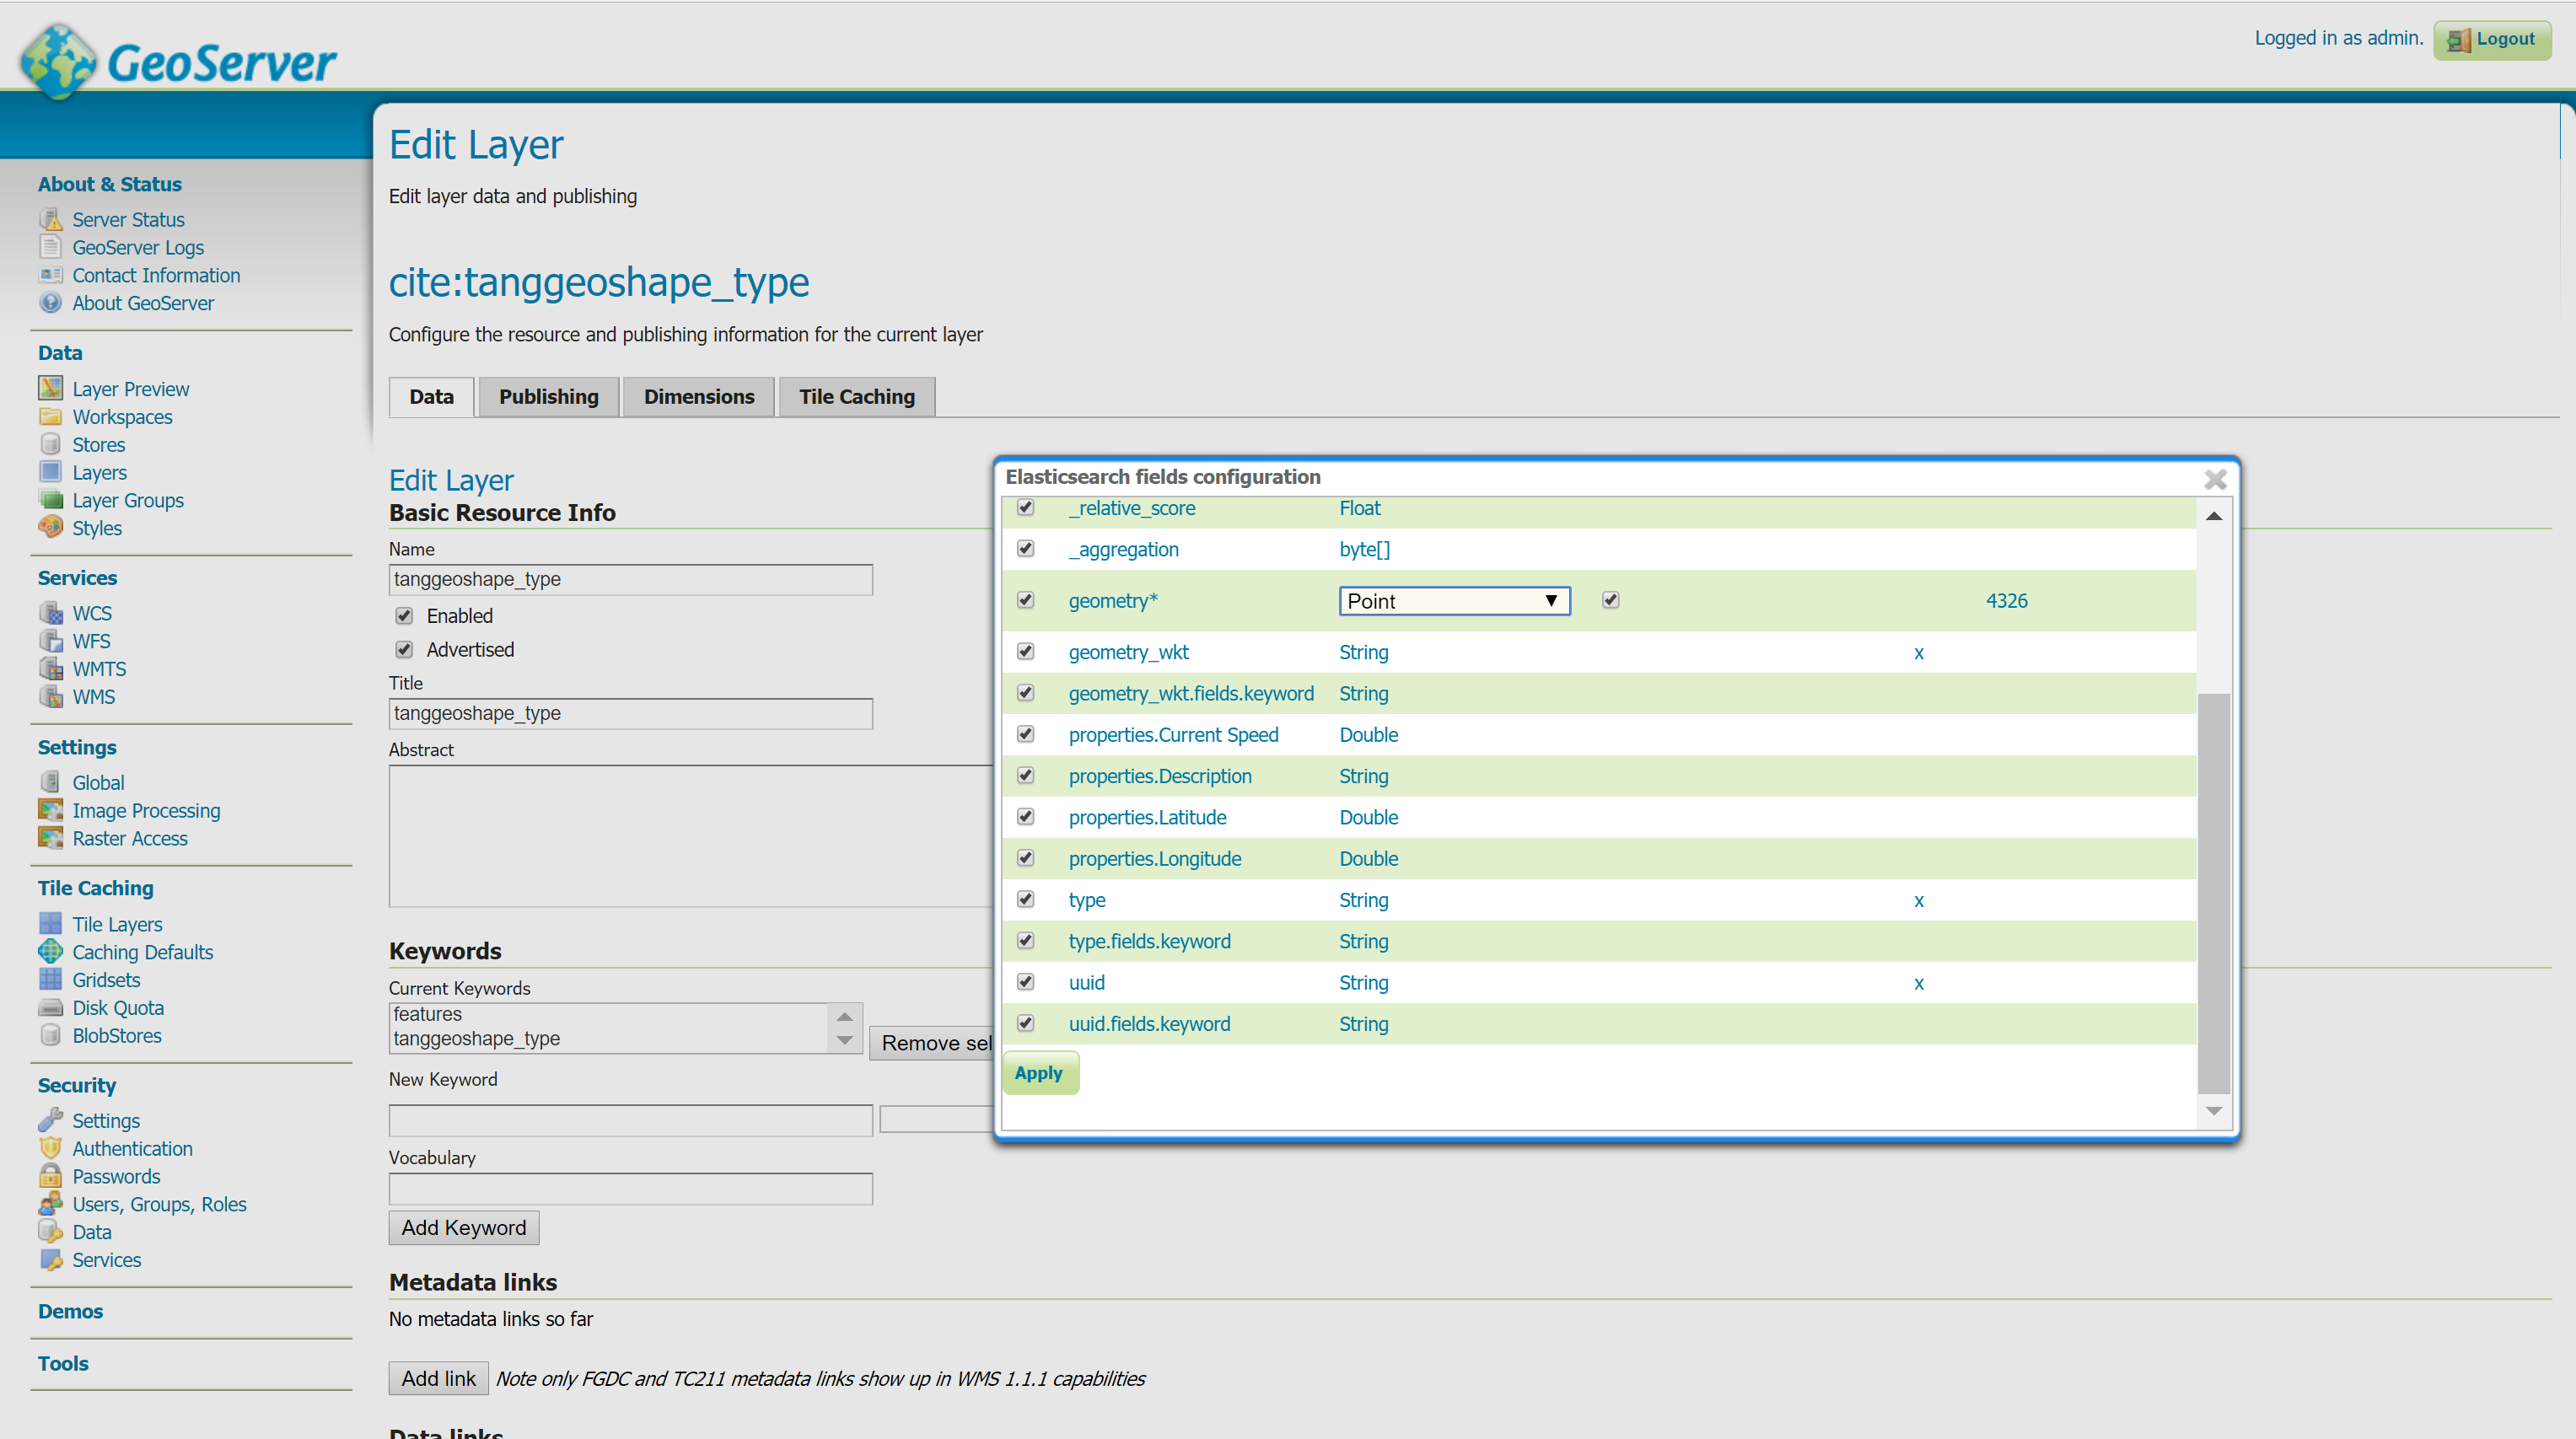 GeoServer
Logged in as admin.
Logout
About & Status
Server Status
GeoServer Logs
Contact Information
About GeoServer
Data
Layer Preview
Workspaces
Stores
Layers
Layer Groups
Styles
Services
WCS
WFS
WMTS
WMS
Settings
Global
Image Processing
Raster Access
Tile Caching
Tile Layers
Caching Defaults
Gridsets
Disk Quota
BlobStores
Security
Settings
Authentication
Passwords
Users, Groups, Roles
Data
Services
Demos
Tools
Edit Layer
Edit layer data and publishing
cite:tanggeoshape_type
Configure the resource and publishing information for the current layer
Data Publishing Dimensions Tile Caching
Edit Layer
Basic Resource Info
Name
tanggeoshape_type
Enabled
Advertised
Title
tanggeoshape_type
Abstract
Keywords
Current Keywords
features
tanggeoshape_type
Remove sel
New Keyword
Vocabulary
Add Keyword
Metadata links
No metadata links so far
Add link Note only FGDC and TC211 metadata links show up in WMS 1.1.1 capabilities
Data links
Elasticsearch fields configuration
_relative_score Float
_aggregation byte[]
geometry* Point 4326
geometry_wkt String x
geometry_wkt.fields.keyword String
properties.Current Speed Double
properties.Description String
properties.Latitude Double
properties.Longitude Double
type String x
type.fields.keyword String
uuid String x
uuid.fields.keyword String
Apply